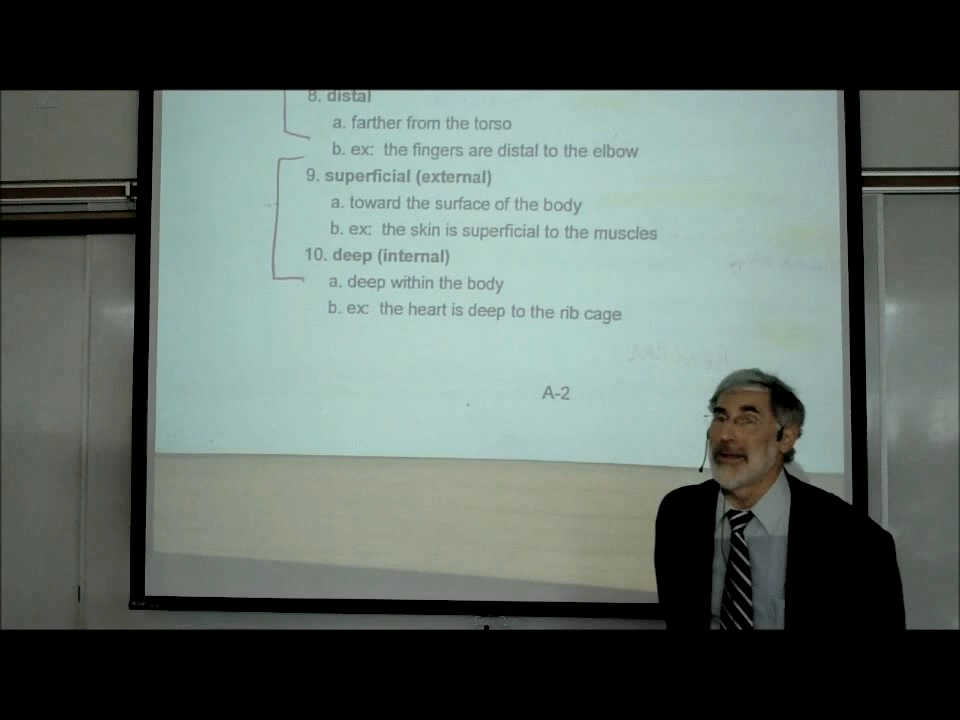 8. distal
a. farther from the torso
b. ex: the fingers are distal to the elbow
9. superficial (external)
a. toward the surface of the body
b. ex: the skin is superficial to the muscles
10. deep (internal)
a. deep within the body
b. ex: the heart is deep to the rib cage
A-2